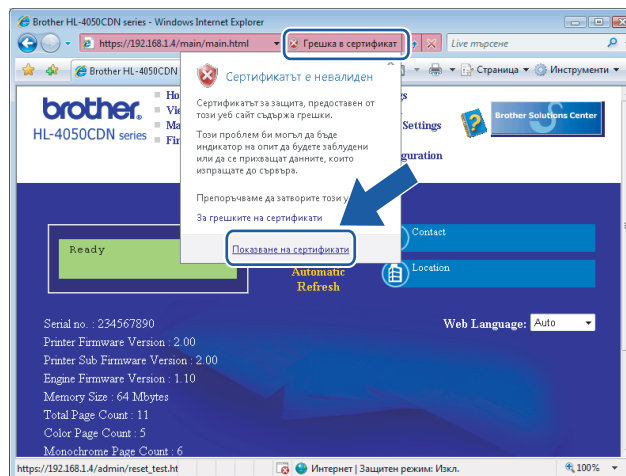 Brother HL-4050CDN series - Windows Internet Explorer
https://192.168.1.4/main/main.html
Грешка в сертификат
Live търсене
Brother HL-4050CDN
Страница
Инструменти
Сертификатът е невалиден
Сертификатът за защита, предоставен от
този уеб сайт съдържа грешки.
Този проблем би могъл да бъде
индикатор на опит да бъдете заблудени
или да се прихващат данните, които
изпращате до сървъра.
Препоръчваме да затворите този
За грешките на сертификати
Показване на сертификати
brother
HL-4050CDN series
Settings
Brother Solutions Center
Ready
Automatic
Refresh
Contact
Location
Serial no. : 234567890
Web Language: Auto
Printer Firmware Version : 2.00
Printer Sub Firmware Version : 2.00
Engine Firmware Version : 1.10
Memory Size : 64 Mbytes
Total Page Count : 11
Color Page Count : 5
Monochrome Page Count : 6
https://192.168.1.4/admin/reset_test.ht
Интернет | Защитен режим: Изкл.
100%